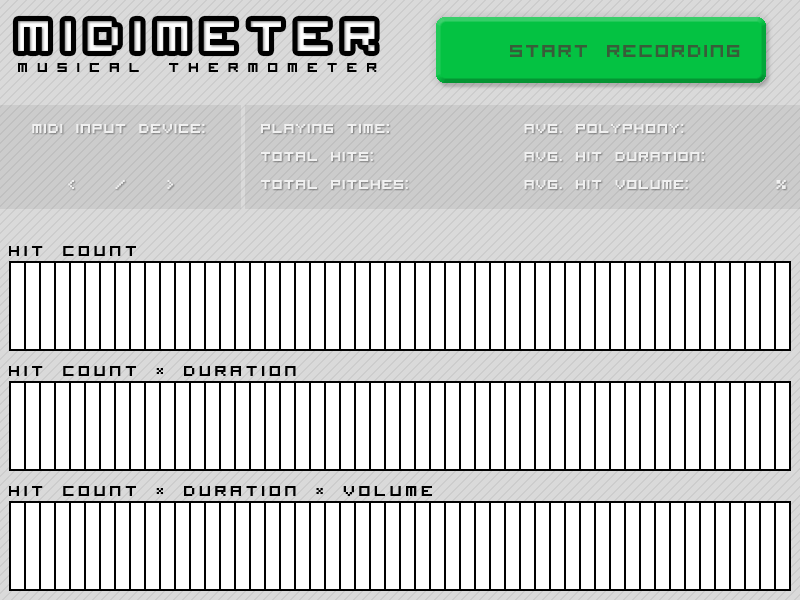 MIDIMETER
MUSICAL THERMOMETER
START RECORDING
MIDI INPUT DEVICE:
< / >
PLAYING TIME:
TOTAL HITS:
TOTAL PITCHES:
AVG. POLYPHONY:
AVG. HIT DURATION:
AVG. HIT VOLUME: %
HIT COUNT
HIT COUNT × DURATION
HIT COUNT × DURATION × VOLUME